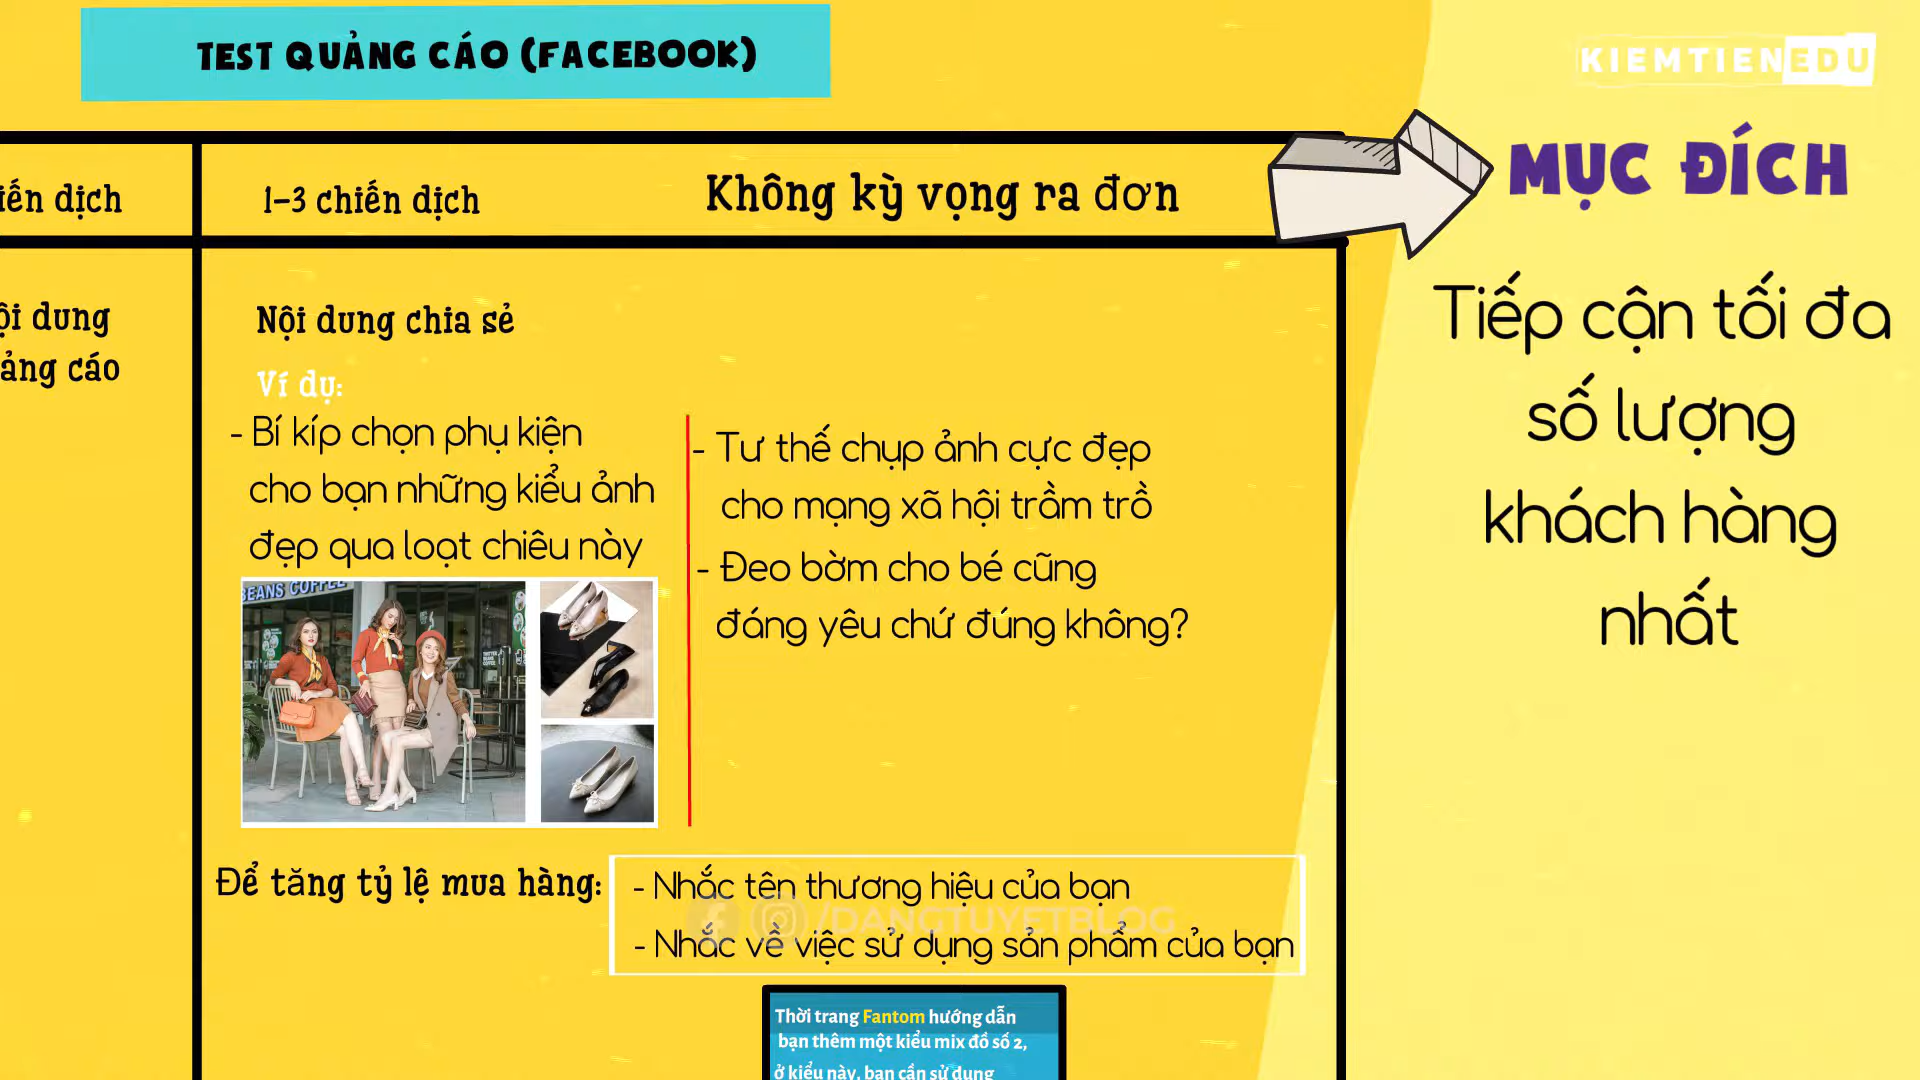 TEST QUẢNG CÁO (FACEBOOK)
KIEMTIENEDU
MỤC ĐÍCH
iến dịch
1-3 chiến dịch
Không kỳ vọng ra đơn
Tiếp cận tối đa
số lượng
khách hàng
nhất
ội dung
ảng cáo
Nội dung chia sẻ
Ví dụ:
- Bí kíp chọn phụ kiện
cho bạn những kiểu ảnh
đẹp qua loạt chiêu này
- Tư thế chụp ảnh cực đẹp
cho mạng xã hội trầm trồ
- Đeo bờm cho bé cũng
đáng yêu chứ đúng không?
BEANS COFFEE
Để tăng tỷ lệ mua hàng:
- Nhắc tên thương hiệu của bạn
/DANGTUYETBLOG
- Nhắc về việc sử dụng sản phẩm của bạn
Thời trang Fantom hướng dẫn
bạn thêm một kiểu mix đồ số 2,
ở kiểu này, bạn cần sử dụng